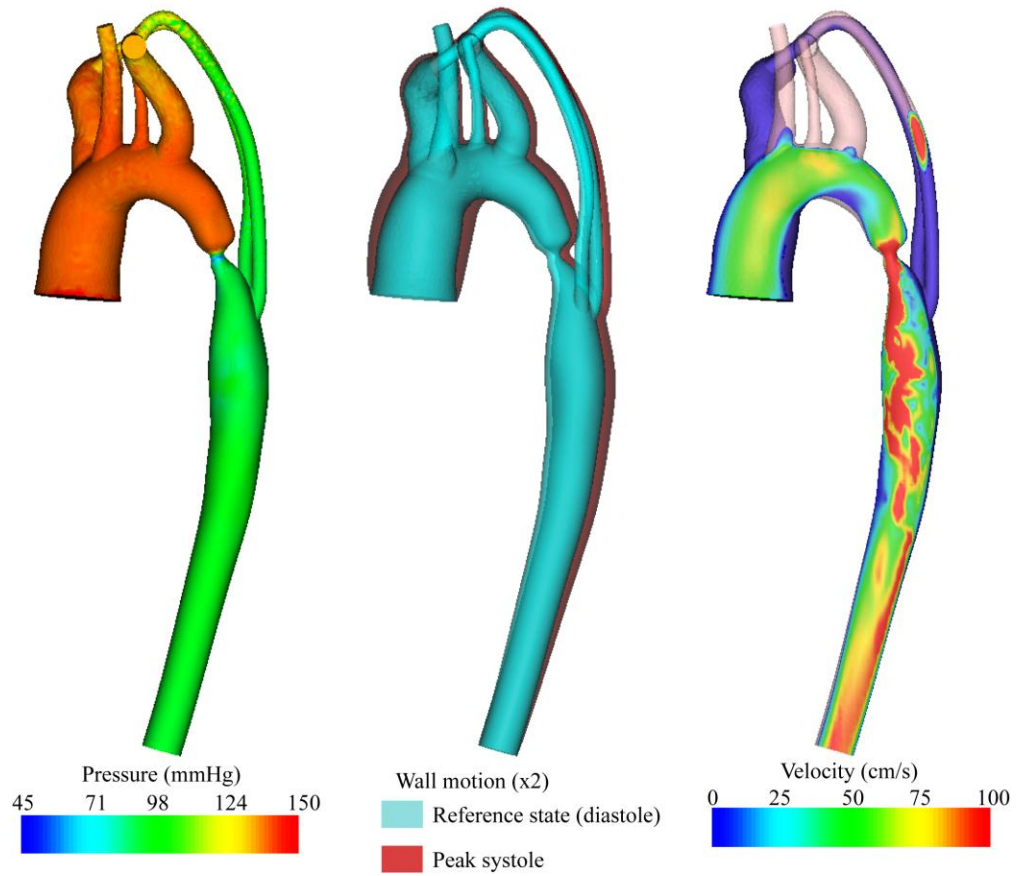 Pressure (mmHg)
45 71 98 124 150
Wall motion (x2)
Reference state (diastole)
Peak systole
Velocity (cm/s)
0 25 50 75 100